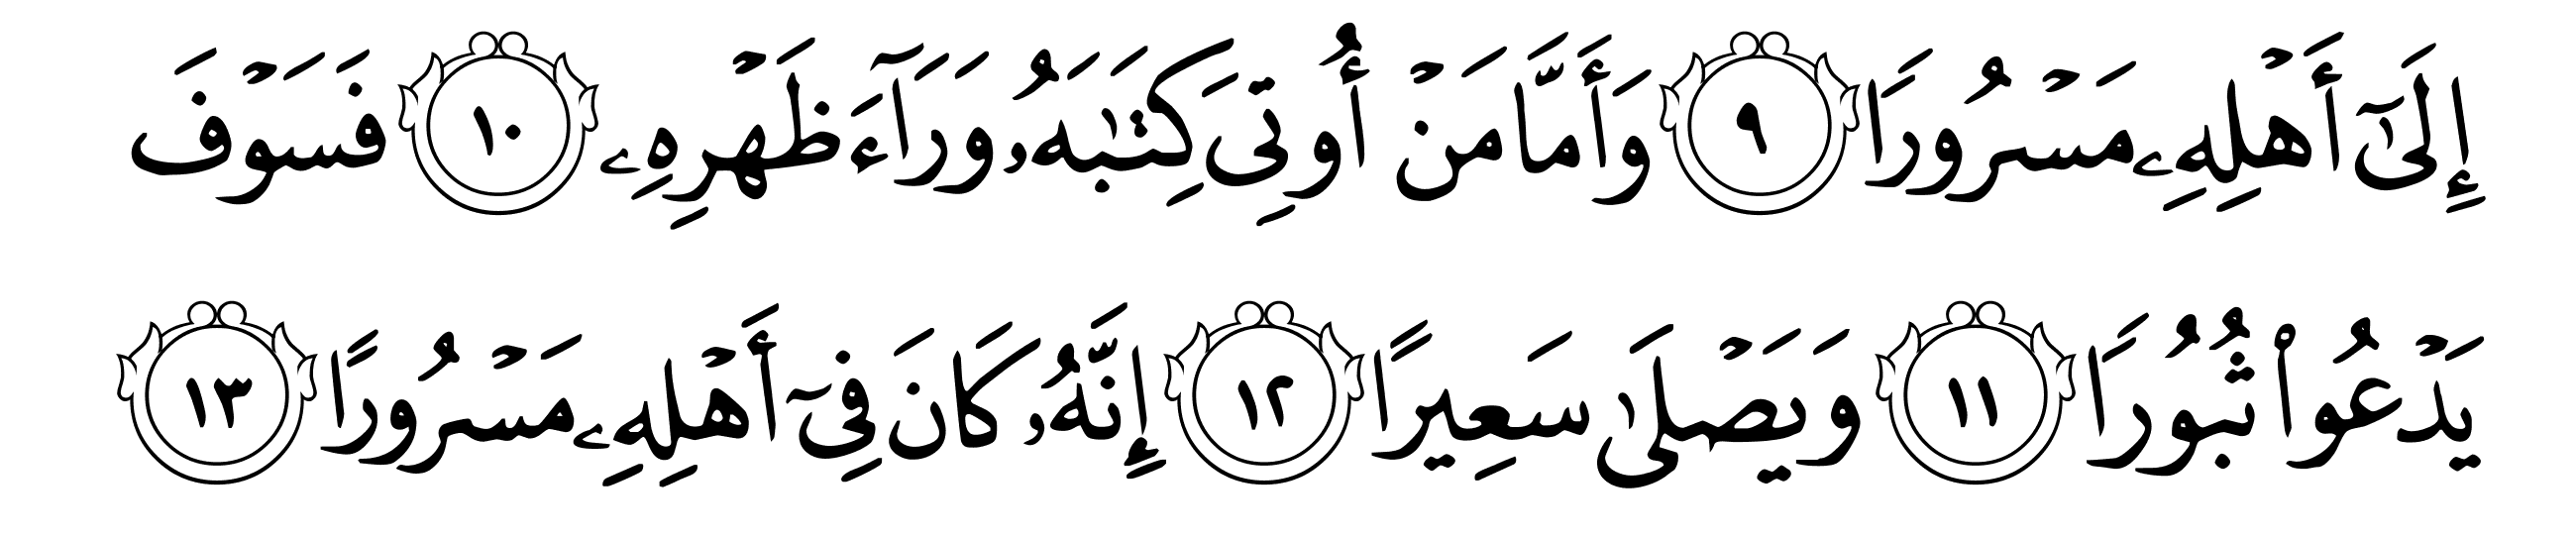 إِلَىٰٓ أَهْلِهِۦ مَسْرُورًا ٩ وَأَمَّا مَنْ أُوتِىَ كِتَٰبَهُۥ وَرَآءَ ظَهْرِهِۦ ١٠ فَسَوْفَ
يَدْعُوا۟ ثُبُورًا ١١ وَيَصْلَىٰ سَعِيرًا ١٢ إِنَّهُۥ كَانَ فِىٓ أَهْلِهِۦ مَسْرُورًا ١٣